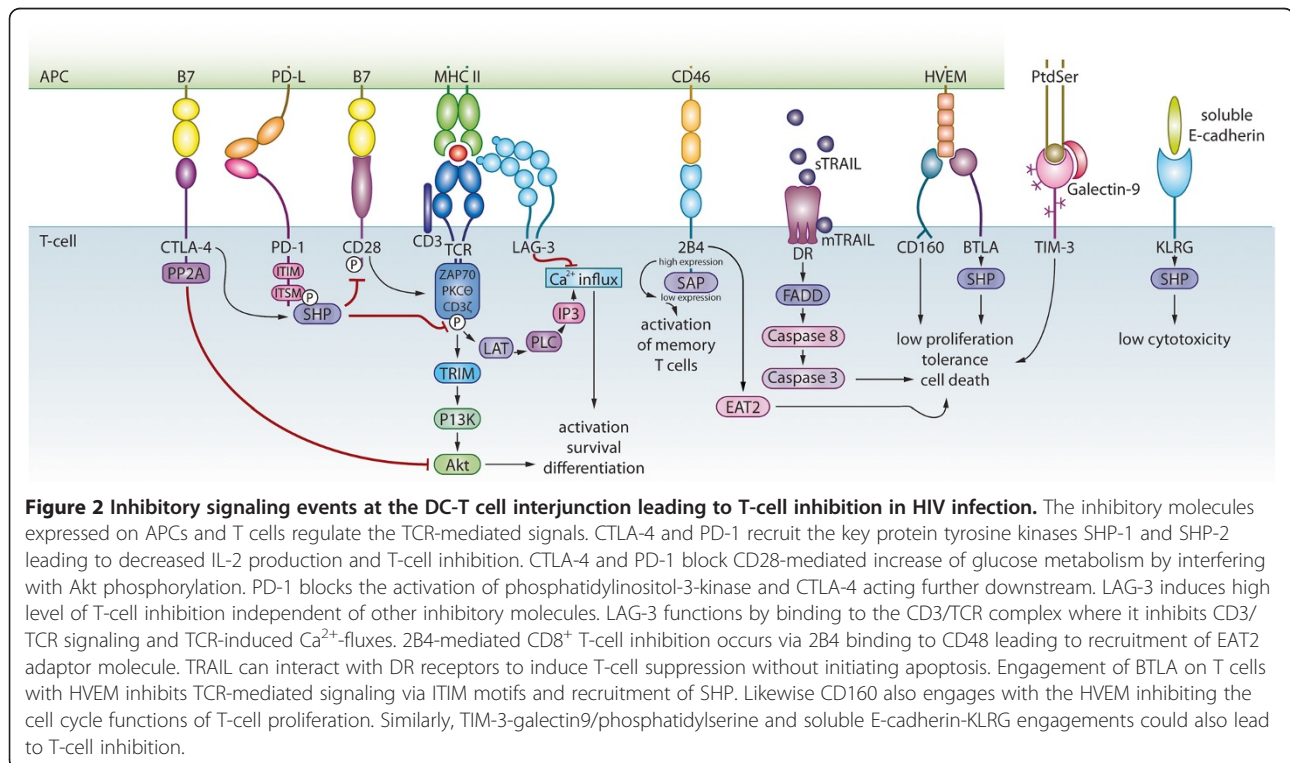 APC
B7
PD-L
B7
MHC II
CD46
HVEM
PtdSer
soluble
E-cadherin
sTRAIL
Galectin-9
mTRAIL
T-cell
CTLA-4
PD-1
CD28
CD3
TCR
LAG-3
2B4
DR
CD160
BTLA
TIM-3
KLRG
PP2A
ITIM
ITSM
P
SHP
P
ZAP70
PKCΘ
CD3ζ
P
Ca²⁺ influx
IP3
PLC
LAT
TRIM
P13K
Akt
activation
survival
differentiation
high expression
SAP
low expression
activation
of memory
T cells
EAT2
FADD
Caspase 8
Caspase 3
SHP
low proliferation
tolerance
cell death
SHP
low cytotoxicity
Figure 2 Inhibitory signaling events at the DC-T cell interjunction leading to T-cell inhibition in HIV infection. The inhibitory molecules
expressed on APCs and T cells regulate the TCR-mediated signals. CTLA-4 and PD-1 recruit the key protein tyrosine kinases SHP-1 and SHP-2
leading to decreased IL-2 production and T-cell inhibition. CTLA-4 and PD-1 block CD28-mediated increase of glucose metabolism by interfering
with Akt phosphorylation. PD-1 blocks the activation of phosphatidylinositol-3-kinase and CTLA-4 acting further downstream. LAG-3 induces high
level of T-cell inhibition independent of other inhibitory molecules. LAG-3 functions by binding to the CD3/TCR complex where it inhibits CD3/
TCR signaling and TCR-induced Ca²⁺-fluxes. 2B4-mediated CD8⁺ T-cell inhibition occurs via 2B4 binding to CD48 leading to recruitment of EAT2
adaptor molecule. TRAIL can interact with DR receptors to induce T-cell suppression without initiating apoptosis. Engagement of BTLA on T cells
with HVEM inhibits TCR-mediated signaling via ITIM motifs and recruitment of SHP. Likewise CD160 also engages with the HVEM inhibiting the
cell cycle functions of T-cell proliferation. Similarly, TIM-3-galectin9/phosphatidylserine and soluble E-cadherin-KLRG engagements could also lead
to T-cell inhibition.